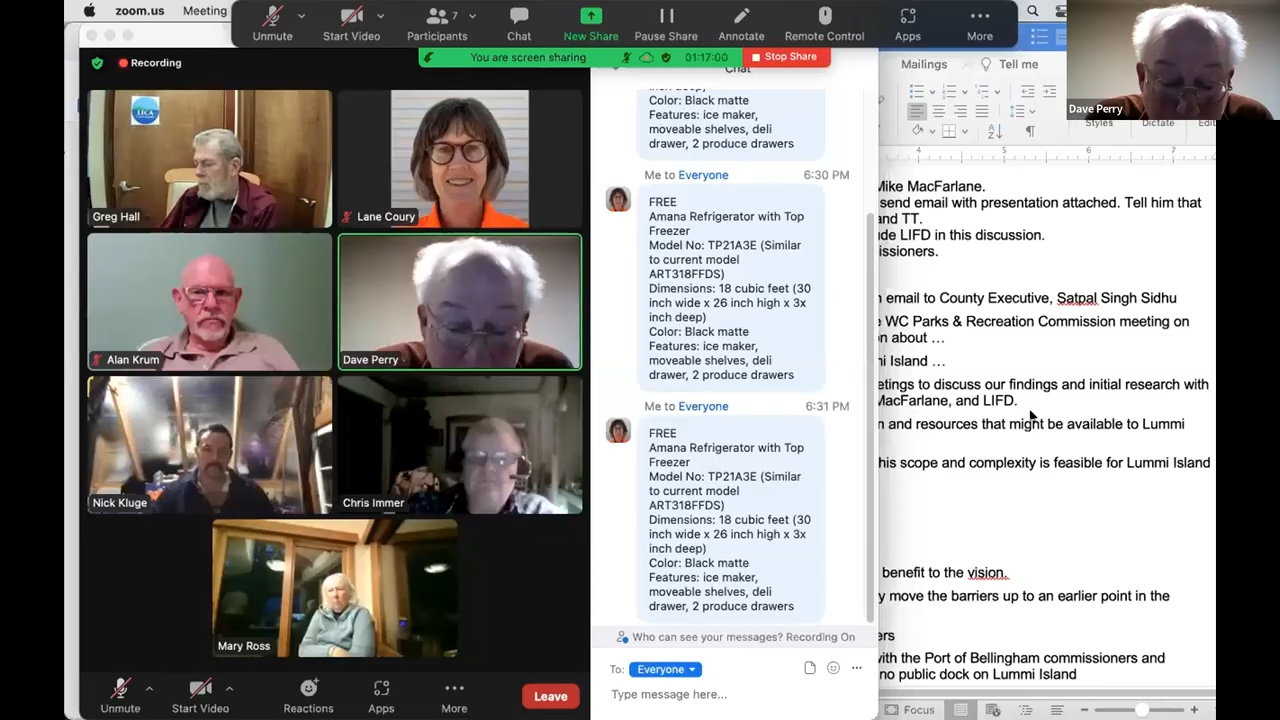 zoom.us
Meeting
Unmute
Start Video
7
Participants
Chat
New Share
Pause Share
Annotate
Remote Control
Apps
More
You are screen sharing
01:17:00
Stop Share
Recording
LICA
Greg Hall
Lane Coury
Alan Krum
Dave Perry
Nick Kluge
Chris Immer
Mary Ross
Unmute
Start Video
Reactions
Apps
More
Leave
Chat
inch deep)
Color: Black matte
Features: ice maker,
moveable shelves, deli
drawer, 2 produce drawers
Me to Everyone
6:30 PM
FREE
Amana Refrigerator with Top
Freezer
Model No: TP21A3E (Similar
to current model
ART318FFDS)
Dimensions: 18 cubic feet (30
inch wide x 26 inch high x 3x
inch deep)
Color: Black matte
Features: ice maker,
moveable shelves, deli
drawer, 2 produce drawers
Me to Everyone
6:31 PM
FREE
Amana Refrigerator with Top
Freezer
Model No: TP21A3E (Similar
to current model
ART318FFDS)
Dimensions: 18 cubic feet (30
inch wide x 26 inch high x 3x
inch deep)
Color: Black matte
Features: ice maker,
moveable shelves, deli
drawer, 2 produce drawers
Who can see your messages? Recording On
To: Everyone
Type message here...
Mailings
Tell me
Styles
Dictate
Dave Perry
4 5 6 7
Mike MacFarlane.
send email with presentation attached. Tell him that
and TT.
de LIFD in this discussion.
issioners.
n email to County Executive, Satpal Singh Sidhu
e WC Parks & Recreation Commission meeting on
on about …
mi Island …
etings to discuss our findings and initial research with
MacFarlane, and LIFD.
n and resources that might be available to Lummi
his scope and complexity is feasible for Lummi Island
benefit to the vision.
y move the barriers up to an earlier point in the
ers
with the Port of Bellingham commissioners and
no public dock on Lummi Island
Focus